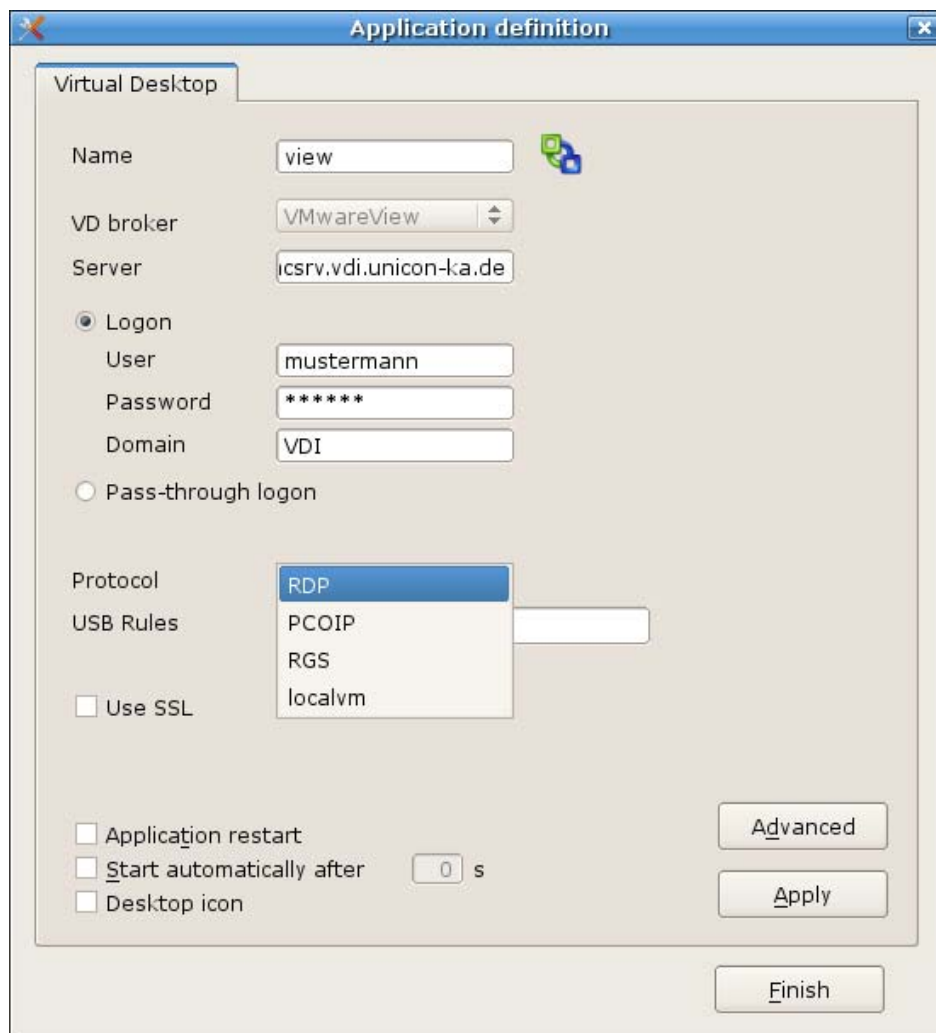 Application definition
Virtual Desktop
Name view
VD broker VMwareView
Server csrv.vdi.unicon-ka.de
Logon
User mustermann
Password ******
Domain VDI
Pass-through logon
Protocol RDP
USB Rules PCOIP
RGS
Use SSL localvm
Application restart
Start automatically after 0 s
Desktop icon
Advanced
Apply
Finish